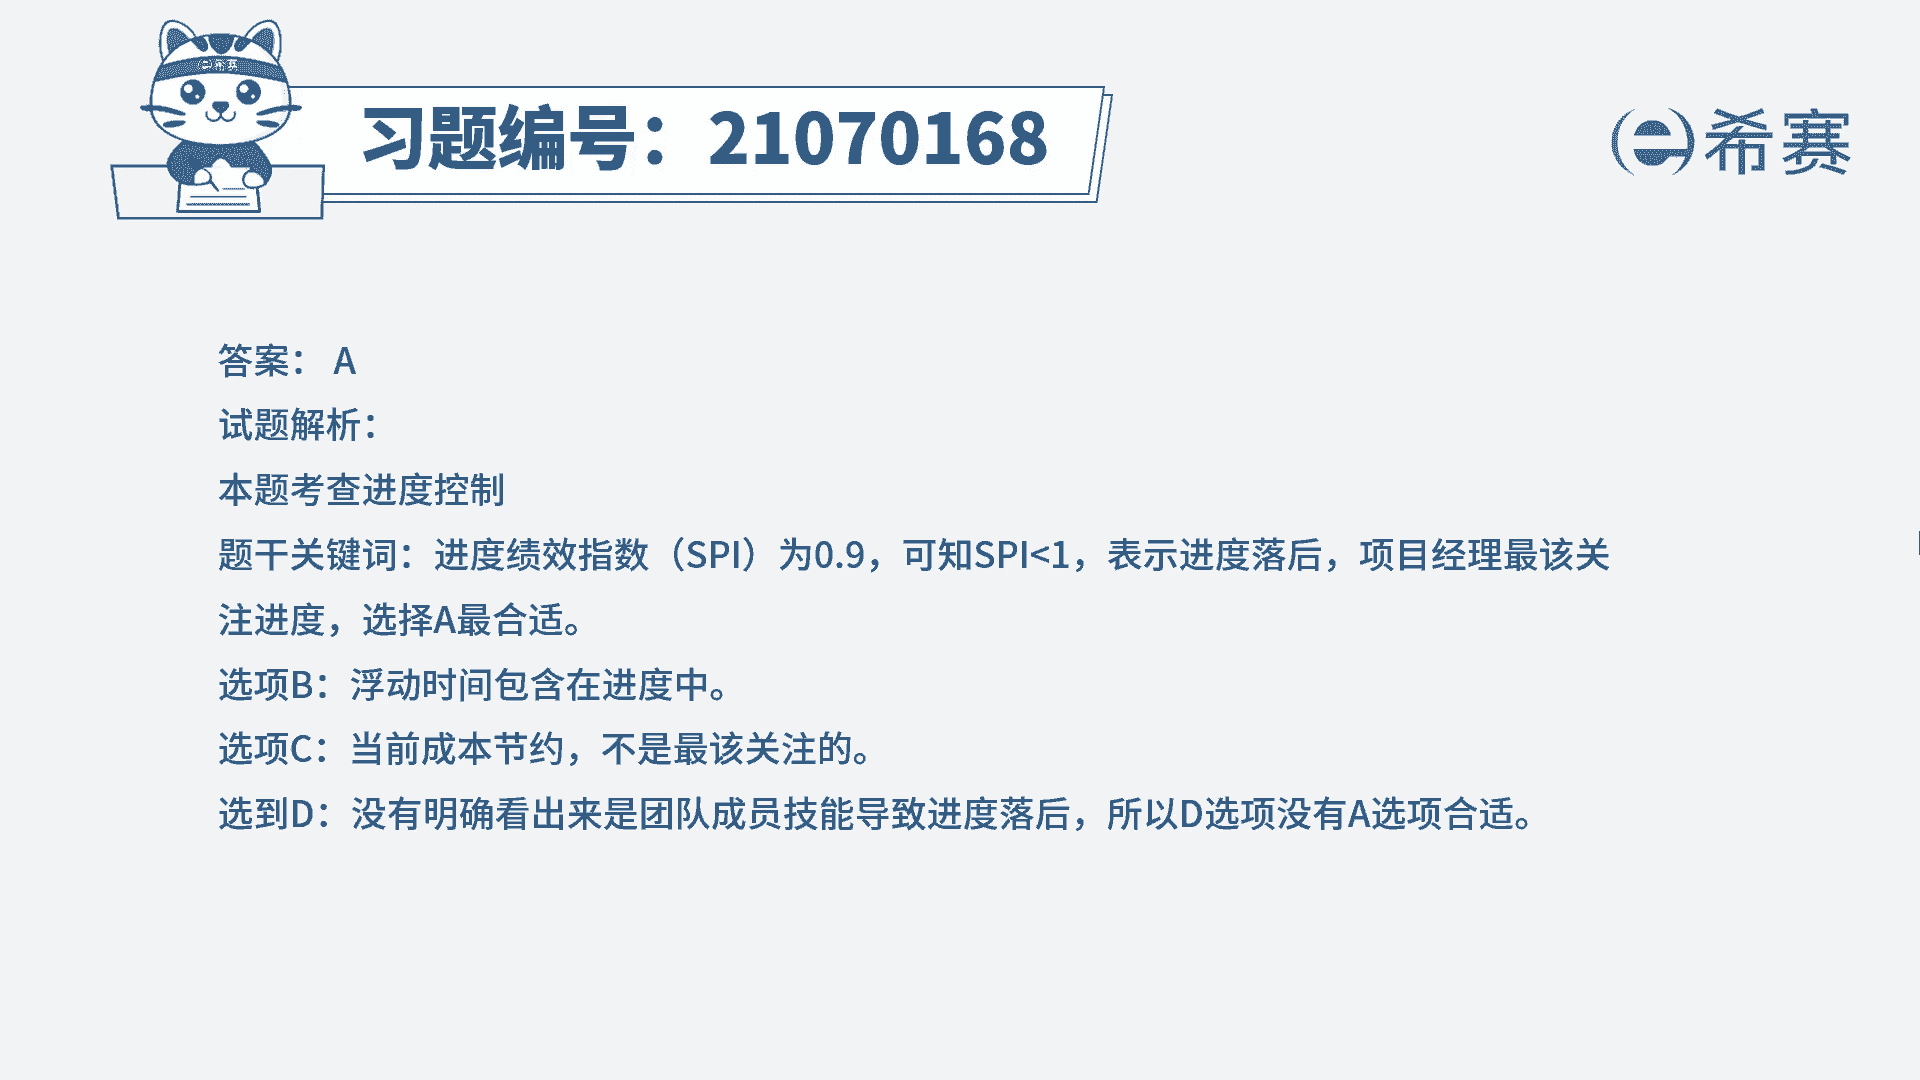 希赛
习题编号：21070168
希赛
答案： A
试题解析：
本题考查进度控制
题干关键词：进度绩效指数（SPI）为0.9，可知SPI<1，表示进度落后，项目经理最该关
注进度，选择A最合适。
选项B：浮动时间包含在进度中。
选项C：当前成本节约，不是最该关注的。
选到D：没有明确看出来是团队成员技能导致进度落后，所以D选项没有A选项合适。